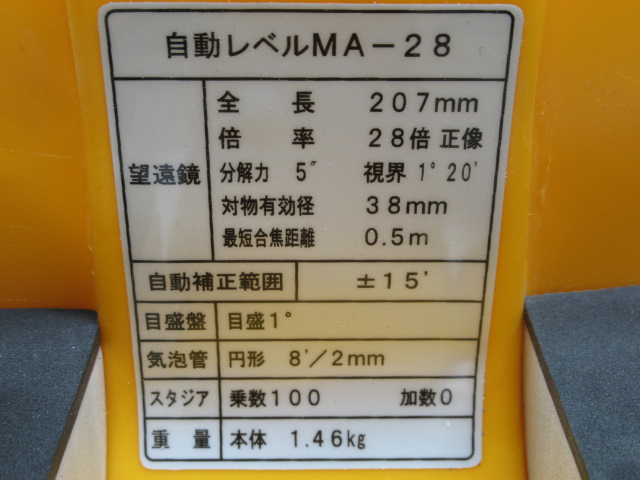 自動レベルMA-28
望遠鏡
全長 207mm
倍率 28倍 正像
分解力 5″ 視界 1° 20′
対物有効径 38mm
最短合焦距離 0.5m
自動補正範囲 ±15′
目盛盤 目盛1°
気泡管 円形 8′/2mm
スタジア 乗数100 加数0
重量 本体 1.46kg